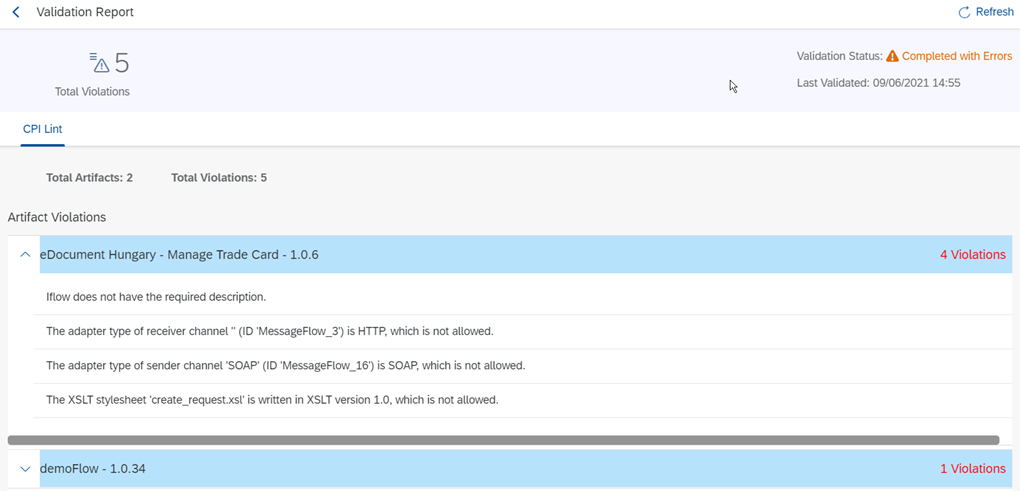 Validation Report
Refresh
5
Total Violations
Validation Status: Completed with Errors
Last Validated: 09/06/2021 14:55
CPI Lint
Total Artifacts: 2
Total Violations: 5
Artifact Violations
eDocument Hungary - Manage Trade Card - 1.0.6
4 Violations
Iflow does not have the required description.
The adapter type of receiver channel '' (ID 'MessageFlow_3') is HTTP, which is not allowed.
The adapter type of sender channel 'SOAP' (ID 'MessageFlow_16') is SOAP, which is not allowed.
The XSLT stylesheet 'create_request.xsl' is written in XSLT version 1.0, which is not allowed.
demoFlow - 1.0.34
1 Violations